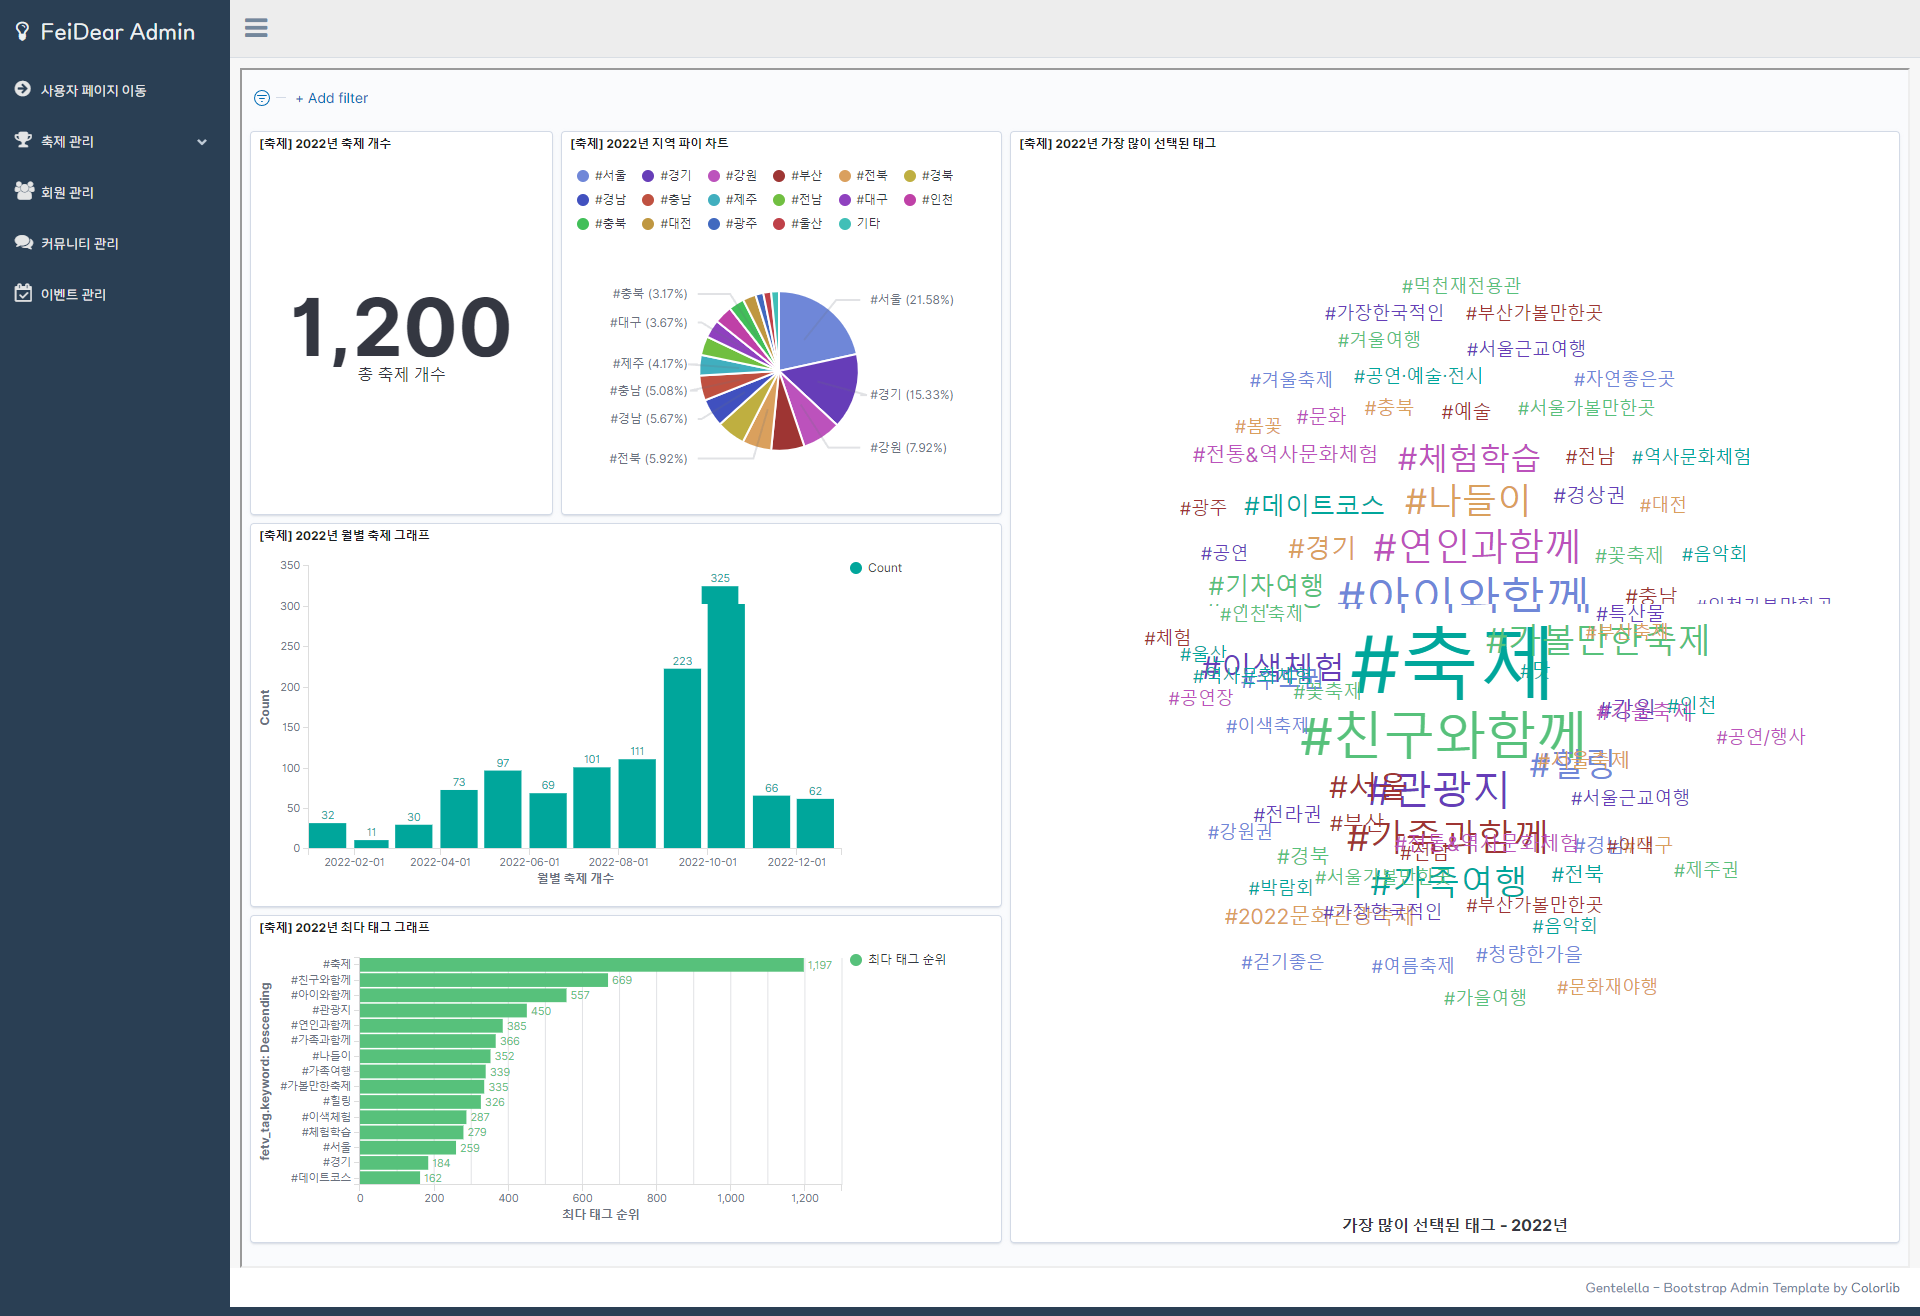 FeiDear Admin
사용자 페이지 이동
축제 관리
회원 관리
커뮤니티 관리
이벤트 관리
+ Add filter
[축제] 2022년 축제 개수
1,200
총 축제 개수
[축제] 2022년 지역 파이 차트
#서울 #경기 #강원 #부산 #전북 #경북
#경남 #충남 #제주 #전남 #대구 #인천
#충북 #대전 #광주 #울산 기타
#충북 (3.17%)
#서울 (21.58%)
#대구 (3.67%)
#제주 (4.17%)
#충남 (5.08%)
#경기 (15.33%)
#경남 (5.67%)
#강원 (7.92%)
#전북 (5.92%)
[축제] 2022년 월별 축제 그래프
Count
Count
350
300
250
200
150
100
50
0
32
11
30
73
97
69
101
111
223
325
66
62
2022-02-01 2022-04-01 2022-06-01 2022-08-01 2022-10-01 2022-12-01
월별 축제 개수
[축제] 2022년 최다 태그 그래프
최다 태그 순위
fetv_tag.keyword: Descending
#축제 1,197
#친구와함께 669
#아이와함께 557
#관광지 450
#연인과함께 385
#가족과함께 366
#나들이 352
#가족여행 339
#가볼만한축제 335
#힐링 326
#이색체험 287
#체험학습 279
#서울 259
#경기 184
#데이트코스 162
0 200 400 600 800 1,000 1,200
최다 태그 순위
[축제] 2022년 가장 많이 선택된 태그
#먹천재전용관
#가장한국적인 #부산가볼만한곳
#겨울여행 #서울근교여행
#겨울축제 #공연·예술·전시 #자연좋은곳
#봄꽃 #문화 #충북 #예술 #서울가볼만한곳
#전통&역사문화체험 #체험학습 #전남 #역사문화체험
#광주 #데이트코스 #나들이 #경상권 #대전
#공연 #경기 #연인과함께 #꽃축제 #음악회
#기차여행 #아이와함께 #충남
#인천축제 #특산물
#체험 #축제 #가볼만한축제 #부산축제
#울산 #이색체험 #맛
#역사문화체험
#공연장 #꽃축제
#이색축제 #친구와함께 #강원 #인천
#공연/행사
#힐링 #서울축제
#서울 #관광지 #서울근교여행
#전라권 #부산
#강원권 #가족과함께 #전통&역사문화체험 #경남 #이색 #대구
#경북 #전남 #제주권
#박람회 #서울가볼만한곳 #가족여행 #전북
#2022문화관광축제 #가장한국적인 #부산가볼만한곳
#음악회
#걷기좋은 #여름축제 #청량한가을
#가을여행 #문화재야행
가장 많이 선택된 태그 - 2022년
Gentelella - Bootstrap Admin Template by Colorlib